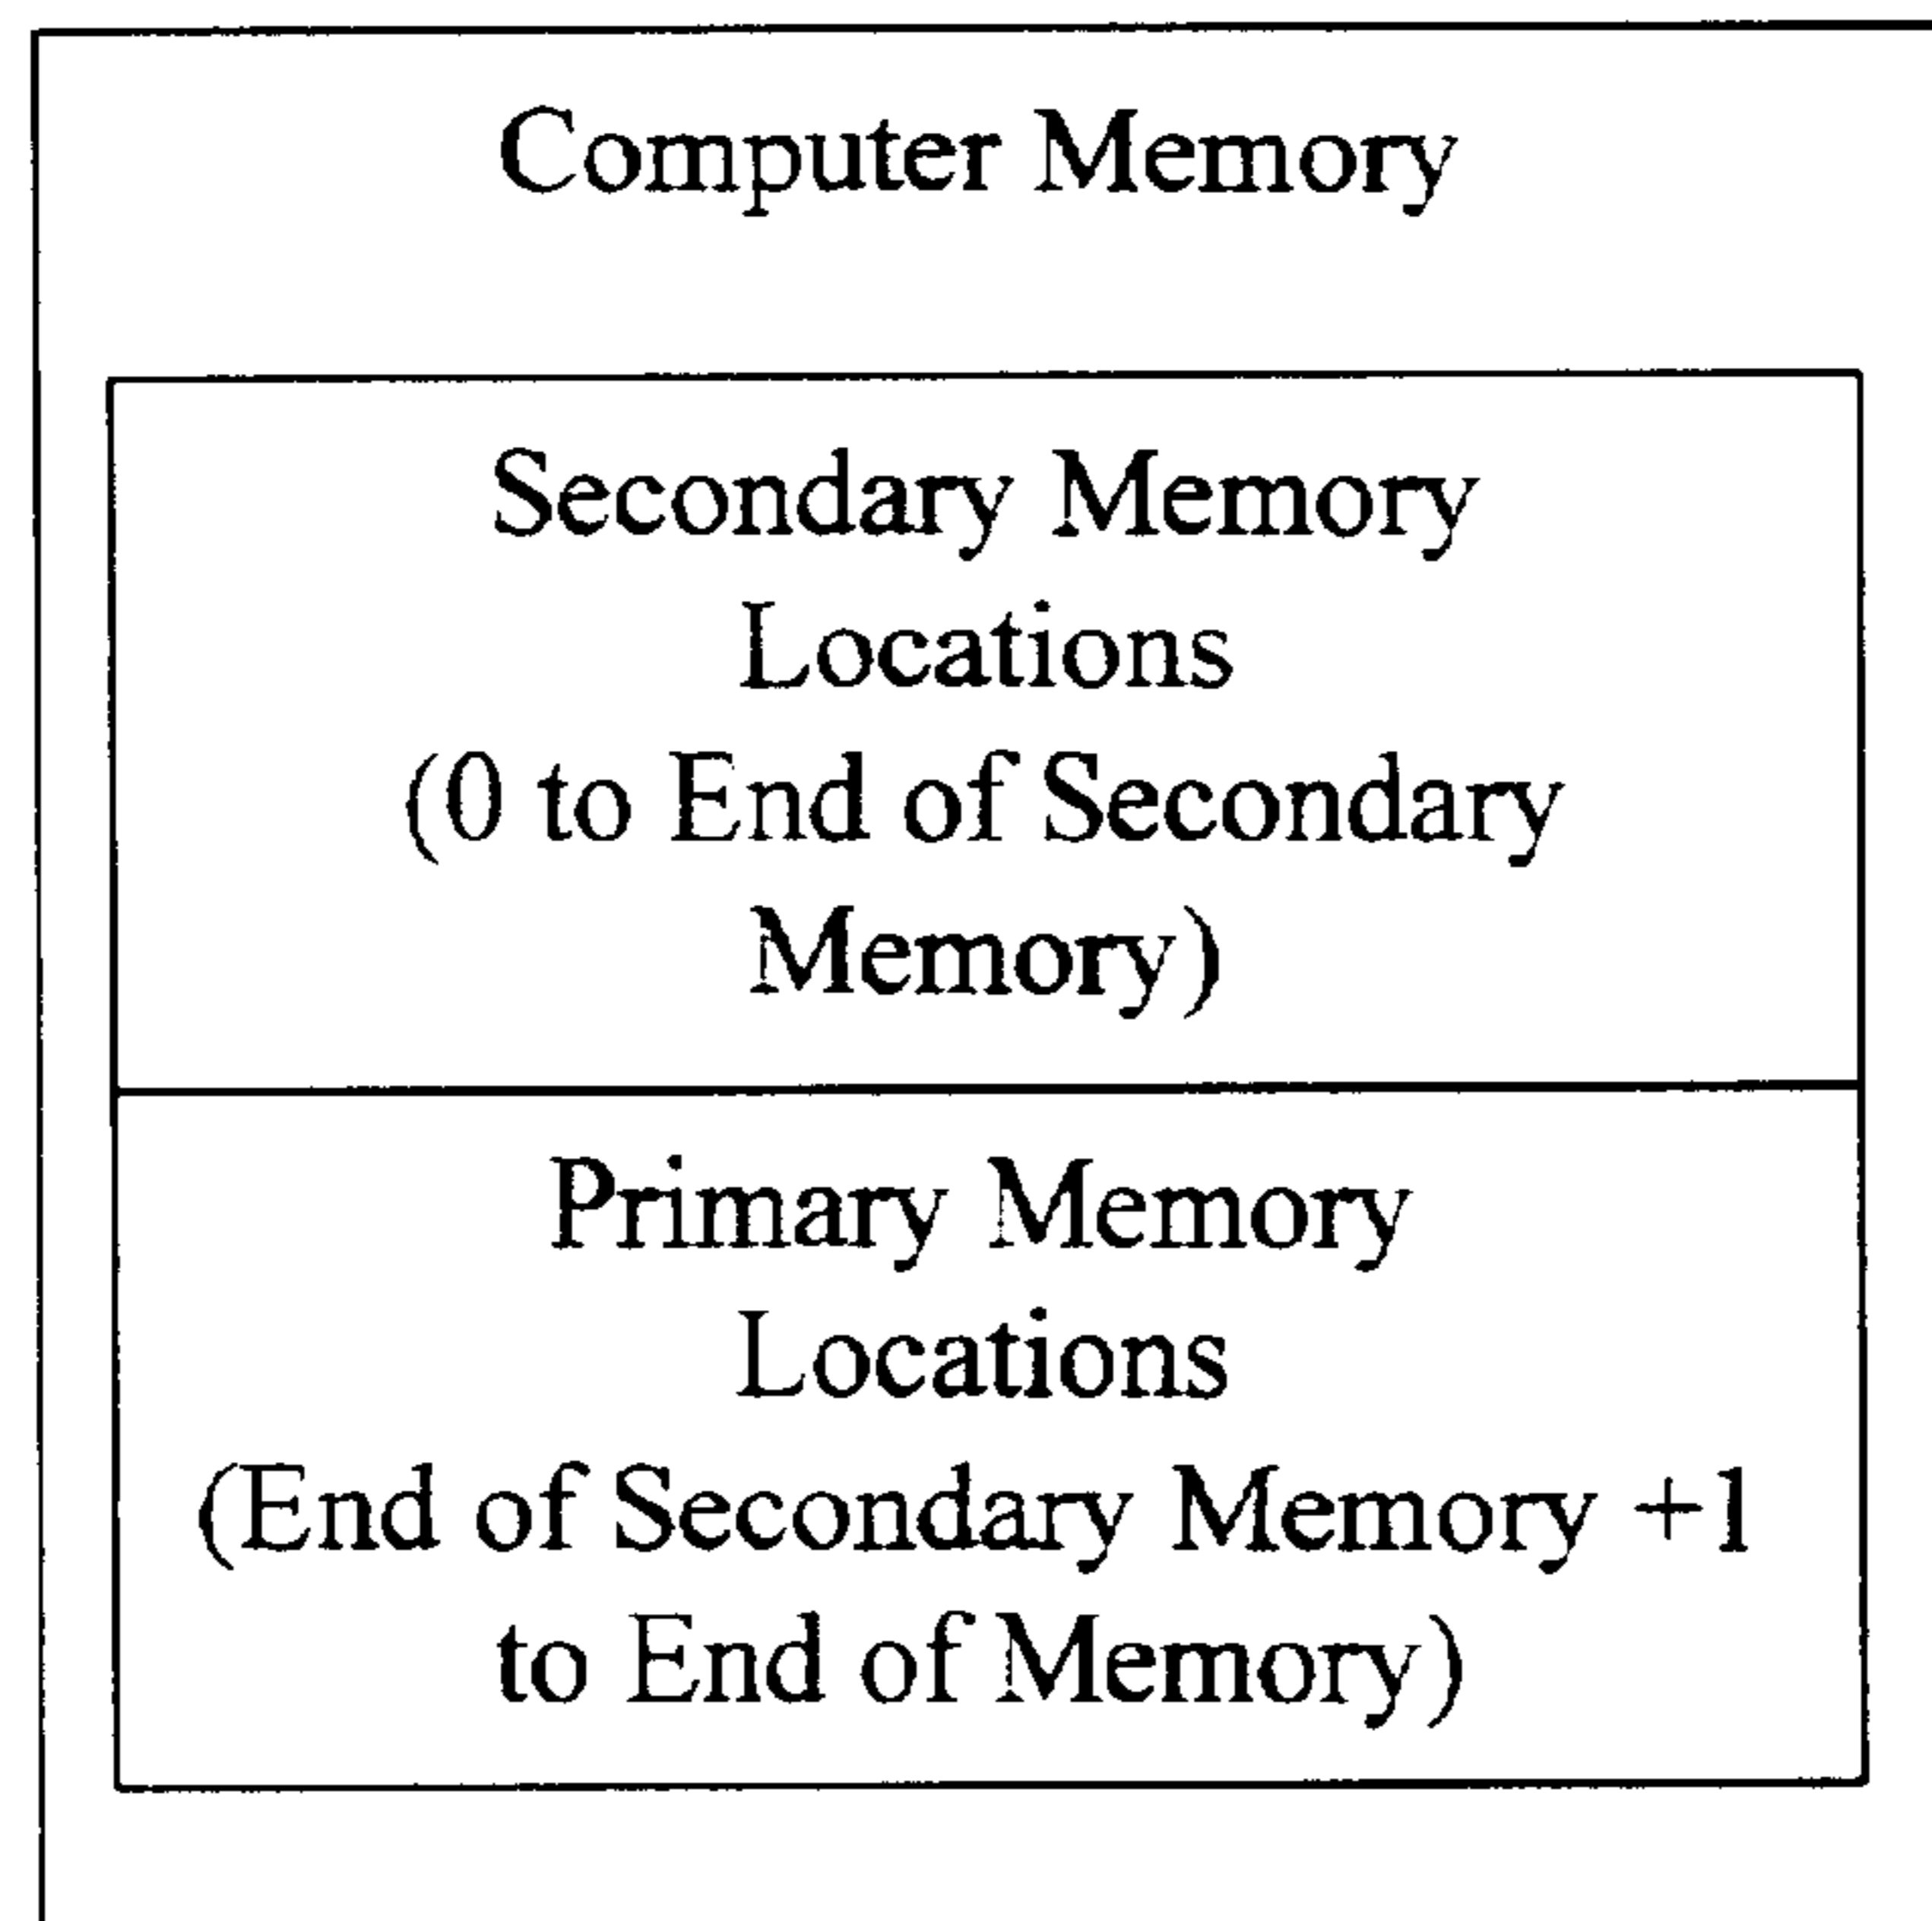 Computer Memory
Secondary Memory
Locations
(0 to End of Secondary
Memory)
Primary Memory
Locations
(End of Secondary Memory +1
to End of Memory)